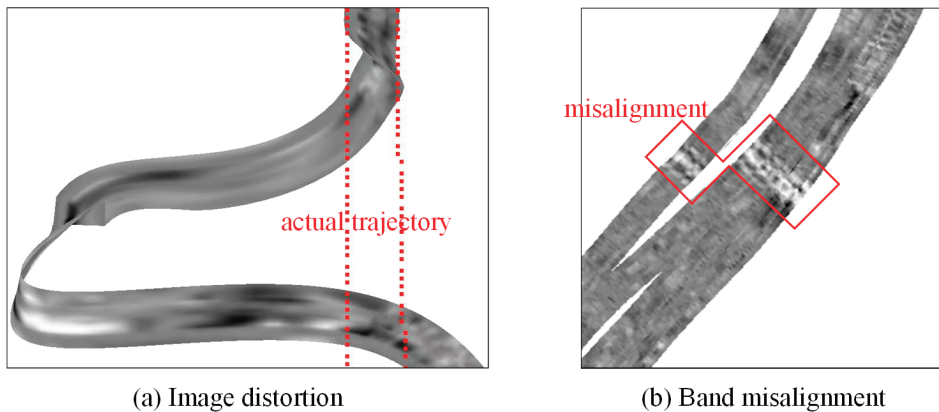 actual trajectory
misalignment
(a) Image distortion
(b) Band misalignment